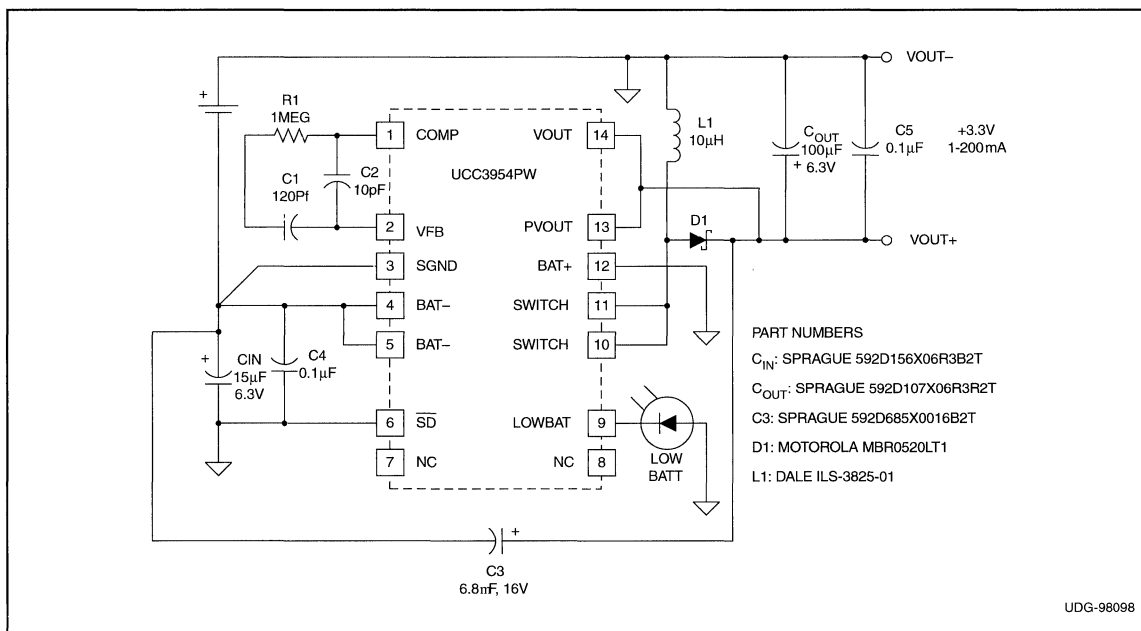 VOUT–
+
R1
1MEG
1
COMP
VOUT
14
L1
10µH
COUT
100µF
+ 6.3V
C5
0.1µF
+3.3V
1-200mA
C2
10pF
UCC3954PW
C1
120Pf
2
VFB
PVOUT
13
D1
VOUT+
3
SGND
BAT+
12
4
BAT–
SWITCH
11
5
BAT–
SWITCH
10
+
CIN
15µF
6.3V
C4
0.1µF
6
SD
LOWBAT
9
7
NC
NC
8
LOW
BATT
PART NUMBERS
CIN: SPRAGUE 592D156X06R3B2T
COUT: SPRAGUE 592D107X06R3R2T
C3: SPRAGUE 592D685X0016B2T
D1: MOTOROLA MBR0520LT1
L1: DALE ILS-3825-01
+
C3
6.8mF, 16V
UDG-98098